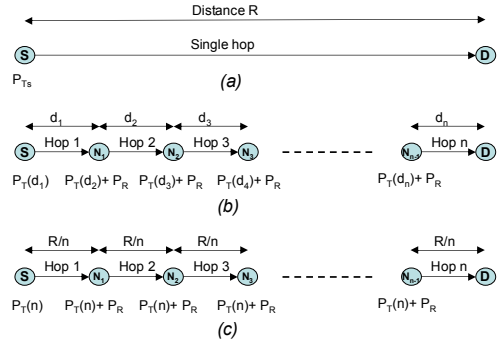 Distance R
Single hop
S D
P_Ts
(a)
d_1 d_2 d_3 d_n
Hop 1 Hop 2 Hop 3 Hop n
S N_1 N_2 N_3 N_n-1 D
P_T(d_1) P_T(d_2)+ P_R P_T(d_3)+ P_R P_T(d_4)+ P_R P_T(d_n)+ P_R
(b)
R/n R/n R/n R/n
Hop 1 Hop 2 Hop 3 Hop n
S N_1 N_2 N_3 N_n-1 D
P_T(n) P_T(n)+ P_R P_T(n)+ P_R P_T(n)+ P_R P_T(n)+ P_R
(c)